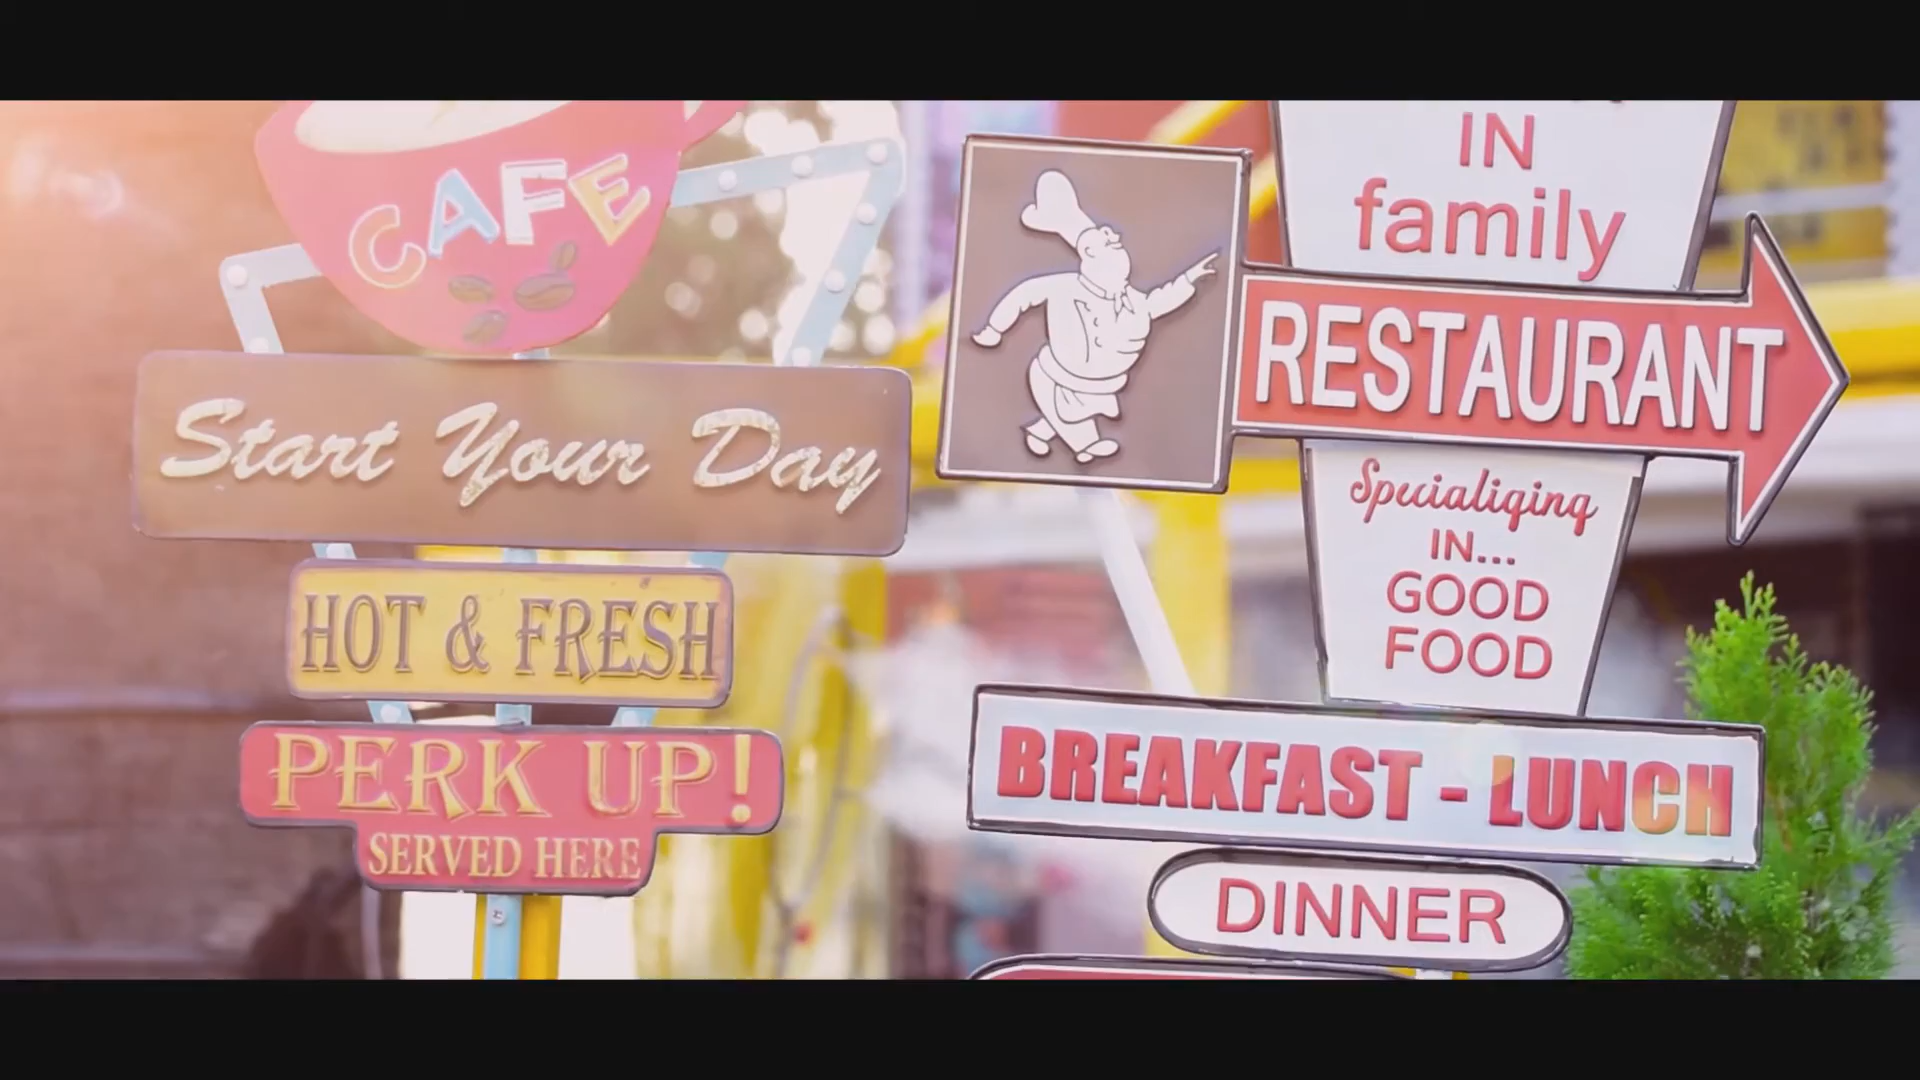 CAFE
Start Your Day
HOT & FRESH
PERK UP!
SERVED HERE
IN
family
RESTAURANT
Specialiging
IN...
GOOD
FOOD
BREAKFAST - LUNCH
DINNER